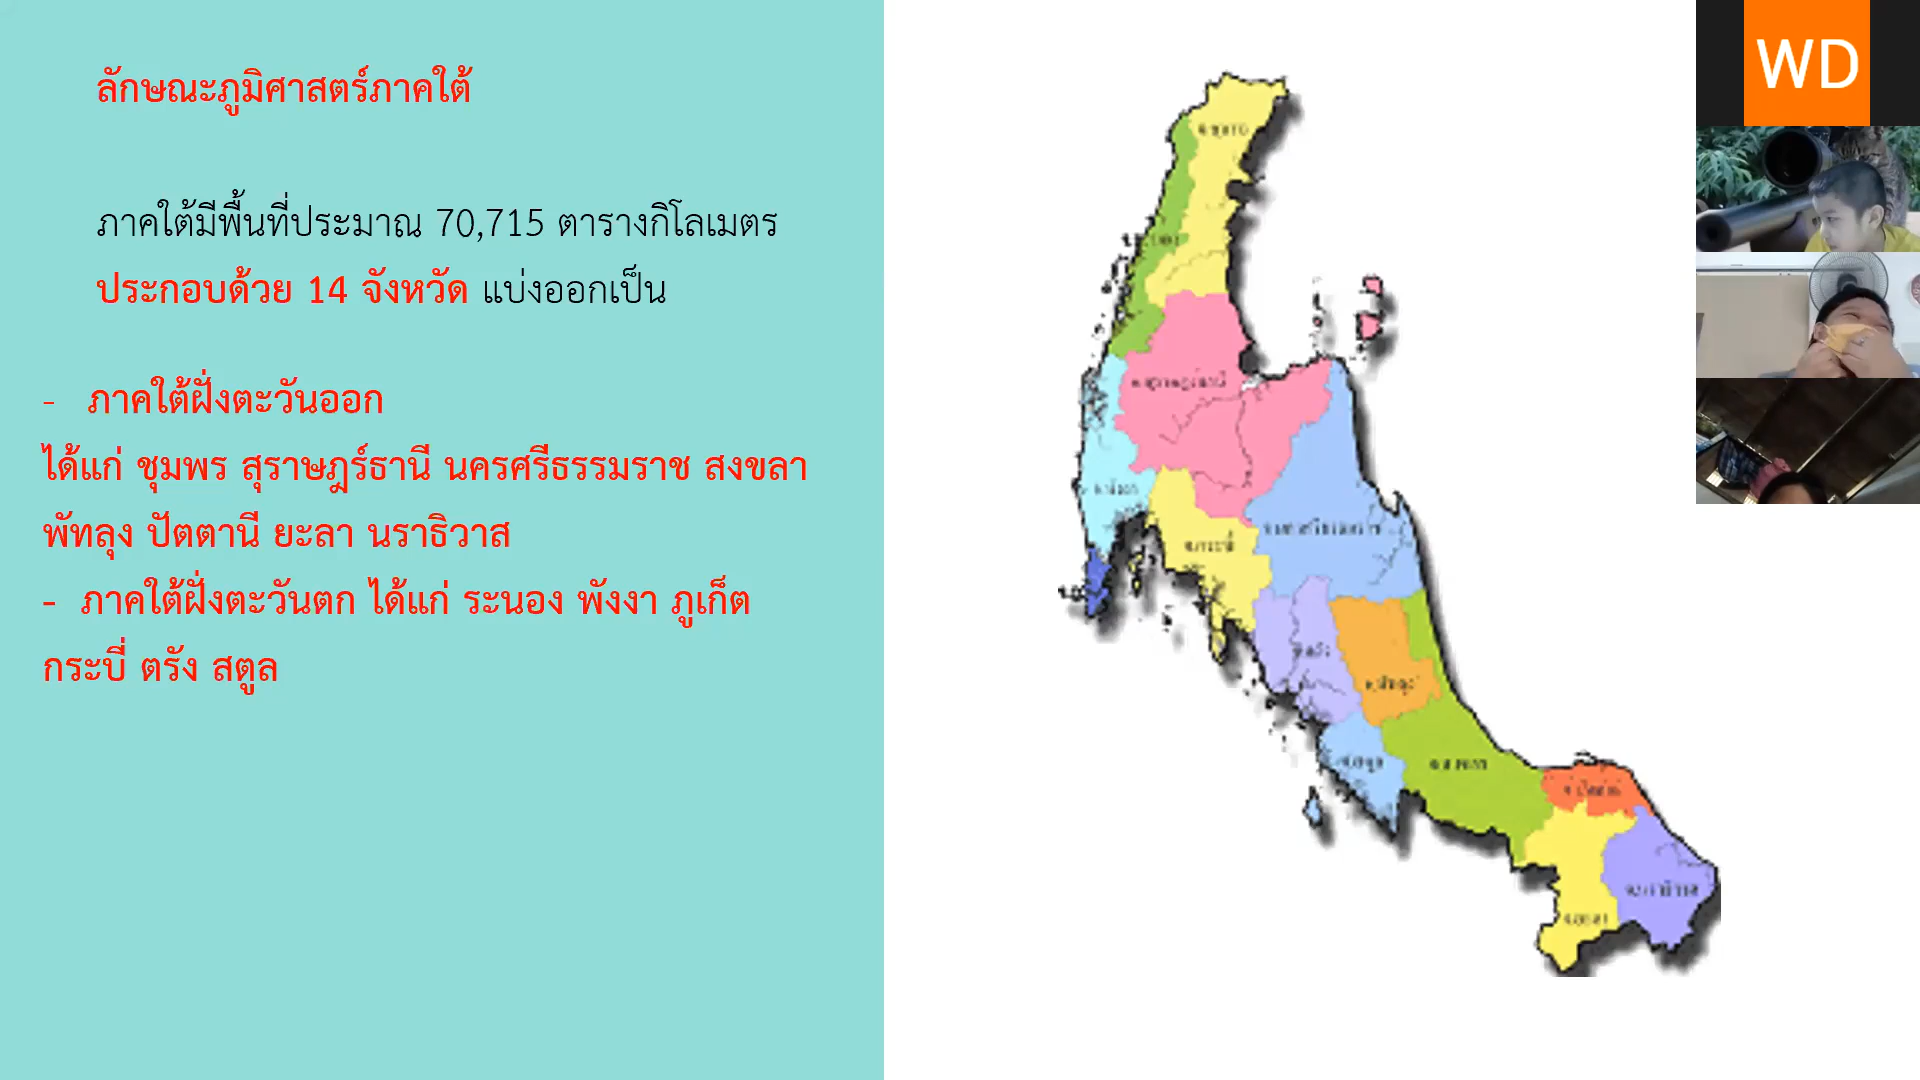 ลักษณะภูมิศาสตร์ภาคใต้
ภาคใต้มีพื้นที่ประมาณ 70,715 ตารางกิโลเมตร
ประกอบด้วย 14 จังหวัด แบ่งออกเป็น
- ภาคใต้ฝั่งตะวันออก
ได้แก่ ชุมพร สุราษฎร์ธานี นครศรีธรรมราช สงขลา
พัทลุง ปัตตานี ยะลา นราธิวาส
- ภาคใต้ฝั่งตะวันตก ได้แก่ ระนอง พังงา ภูเก็ต
กระบี่ ตรัง สตูล
WD